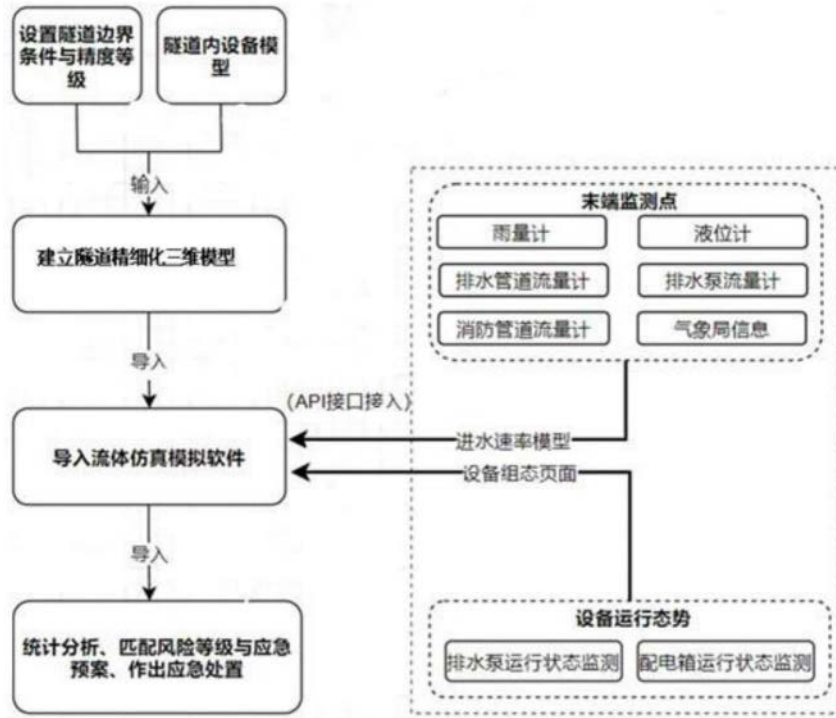 设置隧道边界
条件与精度等
级
隧道内设备模
型
输入
建立隧道精细化三维模型
导入
导入流体仿真模拟软件
导入
统计分析、匹配风险等级与应急
预案、作出应急处置
末端监测点
雨量计
液位计
排水管道流量计
排水泵流量计
消防管道流量计
气象局信息
(API接口接入)
进水速率模型
设备组态页面
设备运行态势
排水泵运行状态监测
配电箱运行状态监测